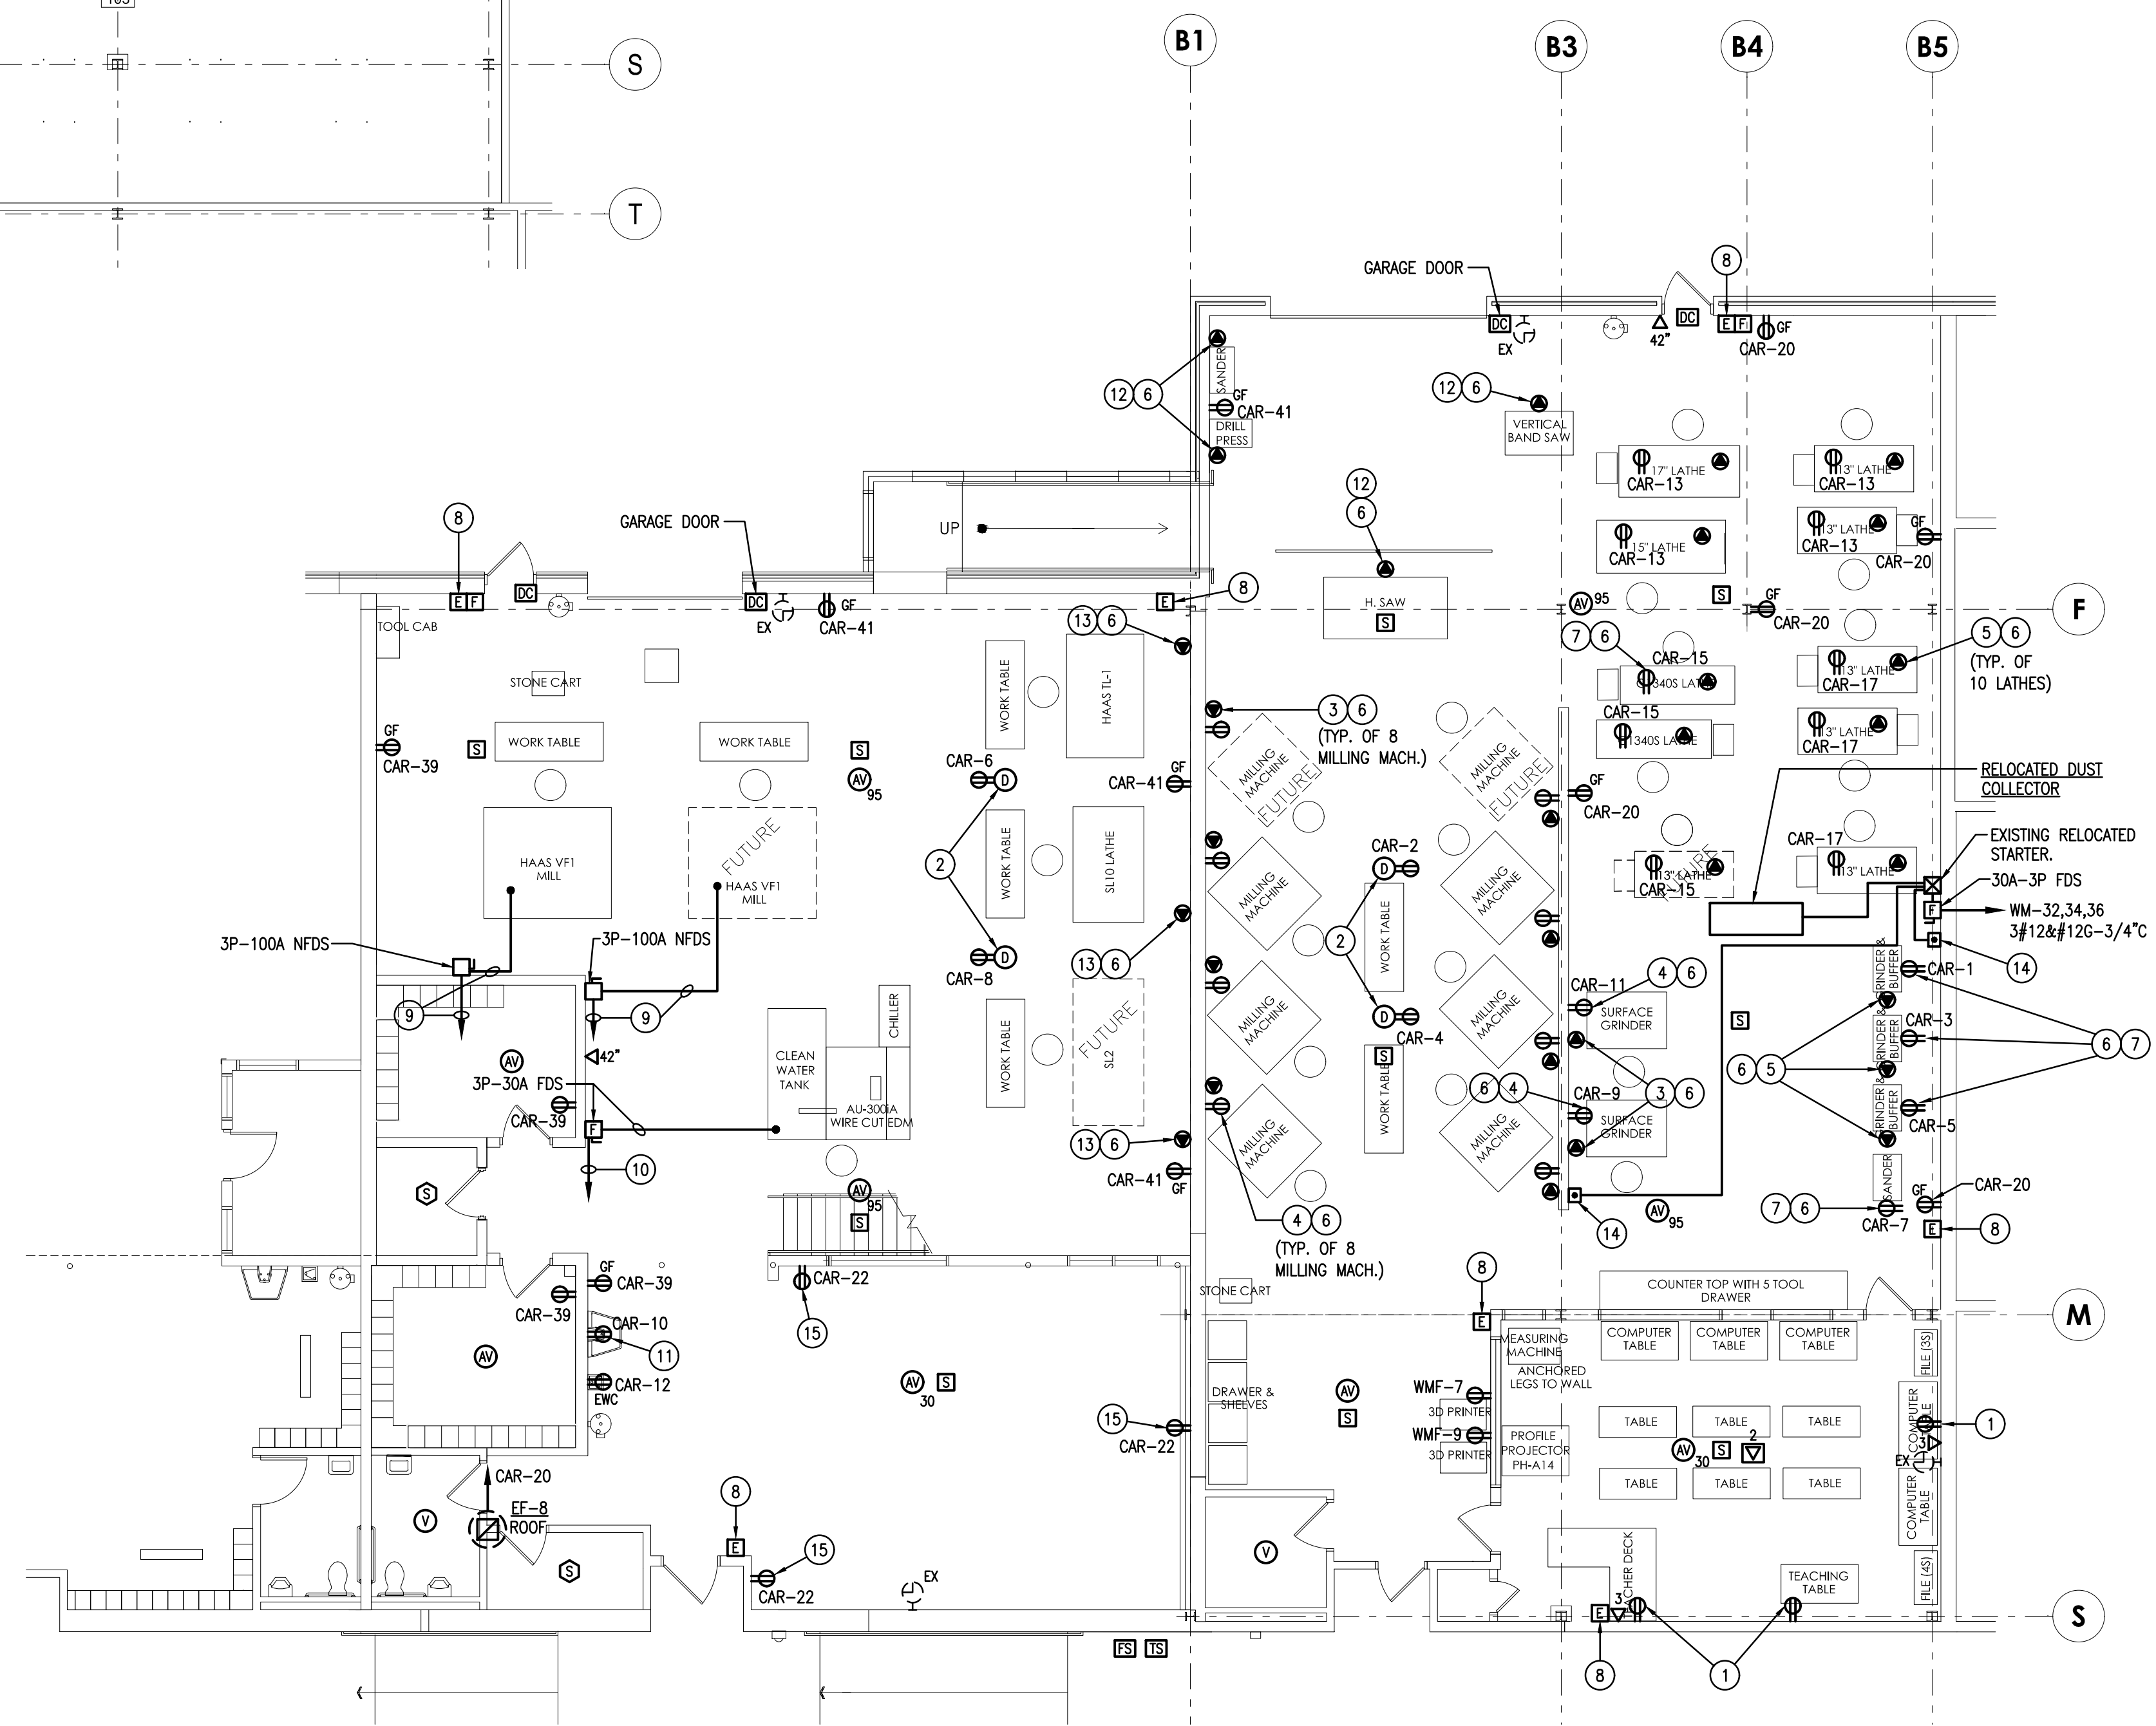 B1
B3
B4
B5
S
T
GARAGE DOOR
8
DC
EX
42"
DC
E F
GF
CAR-20
12 6
SANDER
GF
CAR-41
DRILL
PRESS
12 6
VERTICAL
BAND SAW
17" LATHE
CAR-13
13" LATHE
CAR-13
15" LATHE
CAR-13
13" LATHE
CAR-13
GF
CAR-20
8
GARAGE DOOR
UP
12
6
H. SAW
S
E F
DC
DC
EX
GF
CAR-41
E
8
AV 95
S
GF
CAR-20
F
TOOL CAB
STONE CART
WORK TABLE
WORK TABLE
WORK TABLE
HAAS TL-1
13 6
7 6
CAR-15
CAR-15
1340S LATHE
13" LATHE
CAR-17
5 6
(TYP. OF
10 LATHES)
13" LATHE
CAR-17
GF
CAR-39
S
S
AV
95
CAR-6
D
GF
CAR-41
3 6
(TYP. OF 8
MILLING MACH.)
MILLING
MACHINE
FUTURE
MILLING
MACHINE
FUTURE
GF
CAR-20
RELOCATED DUST
COLLECTOR
HAAS VF1
MILL
FUTURE
HAAS VF1
MILL
2
WORK TABLE
SL10 LATHE
CAR-2
D
MILLING
MACHINE
MILLING
MACHINE
FUTURE
13" LATHE
CAR-15
CAR-17
13" LATHE
EXISTING RELOCATED
STARTER.
30A-3P FDS
F
WM-32,34,36
3#12&#12G-3/4"C
14
3P-100A NFDS
3P-100A NFDS
D
CAR-8
13 6
2
WORK TABLE
9
9
42"
AV
3P-30A FDS
CAR-39
F
10
CHILLER
CLEAN
WATER
TANK
AU-300iA
WIRE CUT EDM
WORK TABLE
FUTURE
SL2
MILLING
MACHINE
MILLING
MACHINE
D
CAR-4
S
WORK TABLE
CAR-11
4 6
SURFACE
GRINDER
S
GRINDER &
BUFFER
CAR-1
GRINDER &
BUFFER
CAR-3
GRINDER &
BUFFER
CAR-5
6 7
6 5
6 4
CAR-9
3 6
SURFACE
GRINDER
MILLING
MACHINE
MILLING
MACHINE
13 6
CAR-41
GF
S
AV
95
S
4 6
(TYP. OF 8
MILLING MACH.)
14
AV 95
7 6
SANDER
CAR-7
GF
CAR-20
E
8
GF
CAR-39
CAR-39
CAR-10
11
CAR-12
EWC
AV
CAR-22
15
STONE CART
8
E
COUNTER TOP WITH 5 TOOL
DRAWER
M
MEASURING
MACHINE
ANCHORED
LEGS TO WALL
COMPUTER
TABLE
COMPUTER
TABLE
COMPUTER
TABLE
FILE (3S)
AV
30
S
15
CAR-22
DRAWER &
SHELVES
AV
S
WMF-7
3D PRINTER
WMF-9
3D PRINTER
PROFILE
PROJECTOR
PH-A14
TABLE
TABLE
TABLE
AV
30
S
2
COMPUTER
TABLE
1
3
EX
TABLE
TABLE
TABLE
COMPUTER
TABLE
CAR-20
EF-8
ROOF
V
S
8
E
15
CAR-22
EX
V
TEACHING
TABLE
FILE (4S)
E
3
S
FS TS
8
1